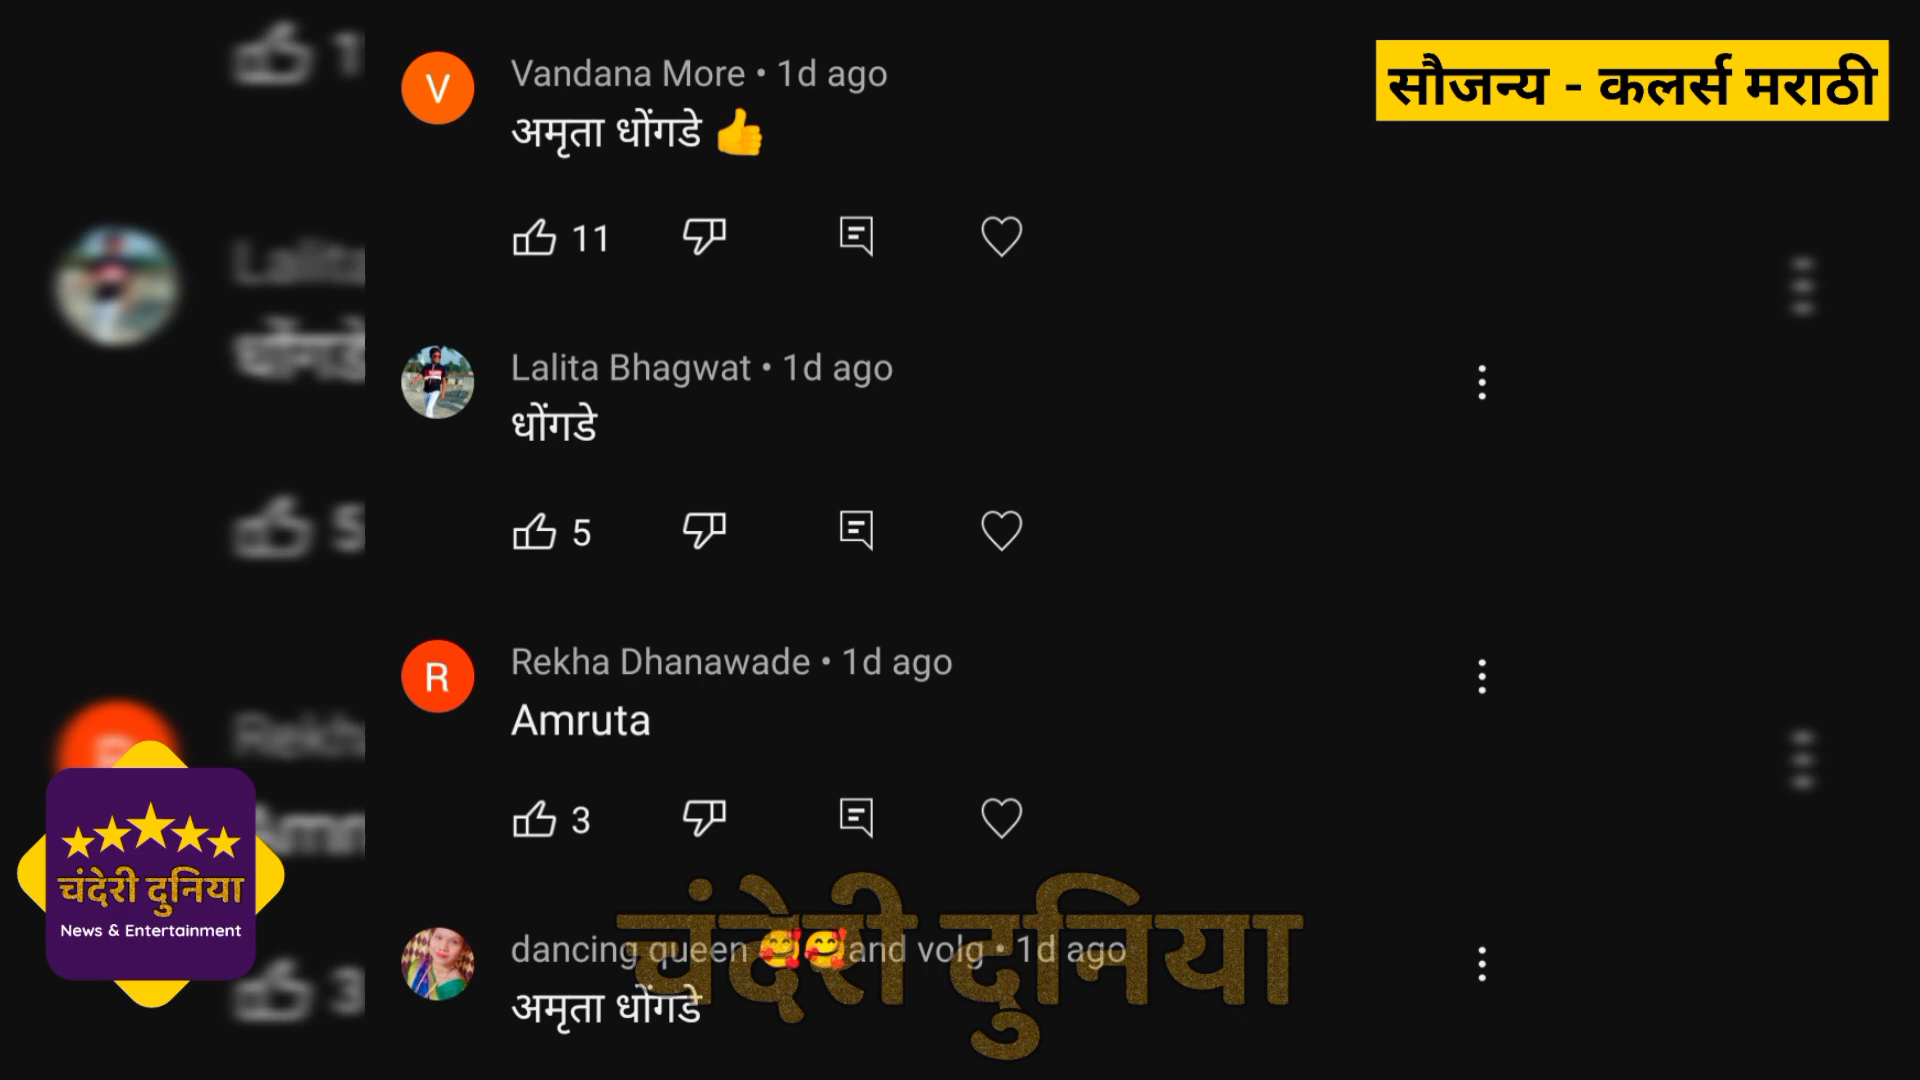 सौजन्य - कलर्स मराठी
V
Vandana More • 1d ago
अमृता धोंगडे 👍
11
Lalita Bhagwat • 1d ago
धोंगडे
5
R
Rekha Dhanawade • 1d ago
Amruta
3
dancing queen 🥰🥰and volg • 1d ago
अमृता धोंगडे
चंदेरी दुनिया
चंदेरी दुनिया
News & Entertainment